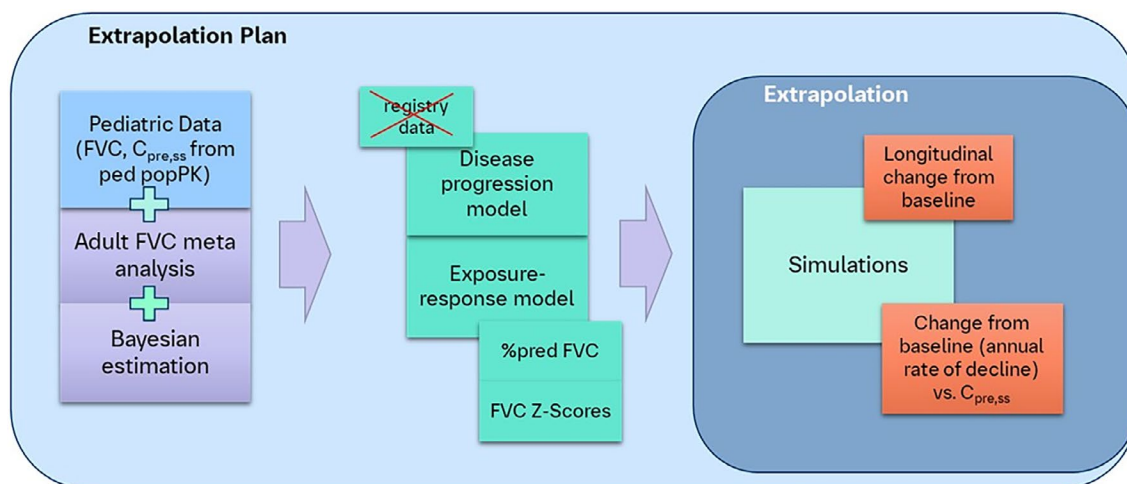 Extrapolation Plan
Pediatric Data
(FVC, Cpre,ss from
ped popPK)
Adult FVC meta
analysis
Bayesian
estimation
registry
data
Disease
progression
model
Exposure-
response model
%pred FVC
FVC Z-Scores
Extrapolation
Longitudinal
change from
baseline
Simulations
Change from
baseline (annual
rate of decline)
vs. Cpre,ss